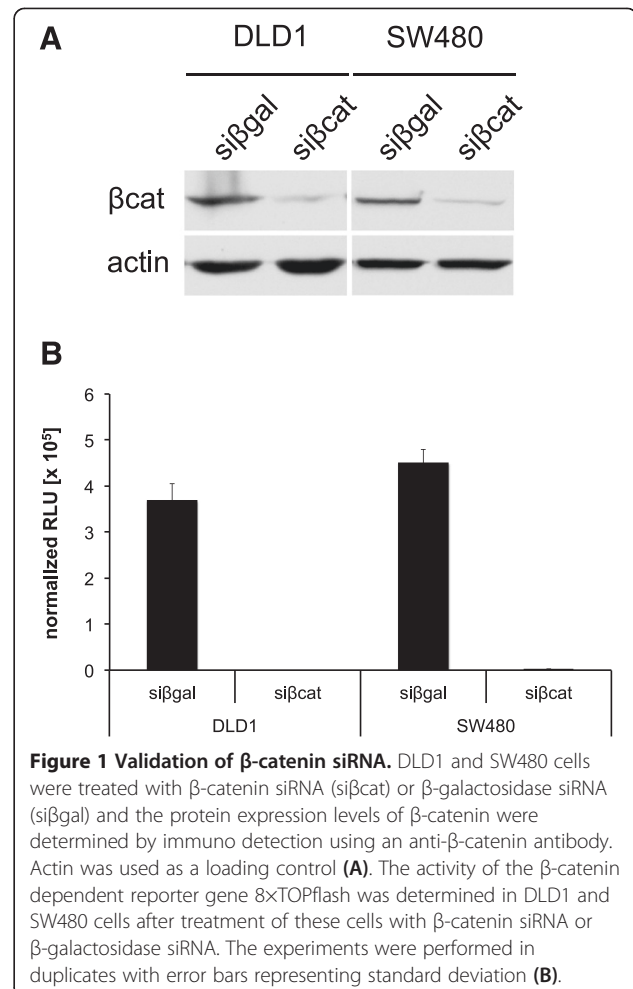 A
DLD1 SW480
siβgal siβcat siβgal siβcat
βcat
actin
B
normalized RLU [x 10⁵]
6
5
4
3
2
1
0
siβgal siβcat siβgal siβcat
DLD1 SW480
Figure 1 Validation of β-catenin siRNA. DLD1 and SW480 cells
were treated with β-catenin siRNA (siβcat) or β-galactosidase siRNA
(siβgal) and the protein expression levels of β-catenin were
determined by immuno detection using an anti-β-catenin antibody.
Actin was used as a loading control (A). The activity of the β-catenin
dependent reporter gene 8×TOPflash was determined in DLD1 and
SW480 cells after treatment of these cells with β-catenin siRNA or
β-galactosidase siRNA. The experiments were performed in
duplicates with error bars representing standard deviation (B).